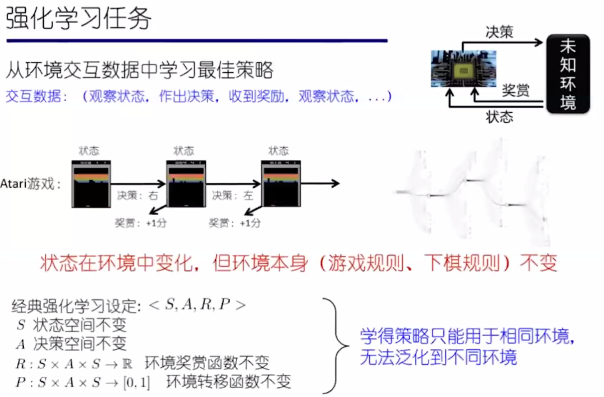 强化学习任务
从环境交互数据中学习最佳策略
交互数据：(观察状态，作出决策，收到奖励，观察状态，...)
决策
未知环境
奖赏
状态
状态 状态 状态
Atari游戏：
决策：右 决策：左
奖赏：+1分 奖赏：+1分
状态在环境中变化，但环境本身（游戏规则、下棋规则）不变
经典强化学习设定: < S, A, R, P >
S 状态空间不变
A 决策空间不变
R : S × A × S → ℝ 环境奖赏函数不变
P : S × A × S → [0, 1] 环境转移函数不变
学得策略只能用于相同环境，
无法泛化到不同环境